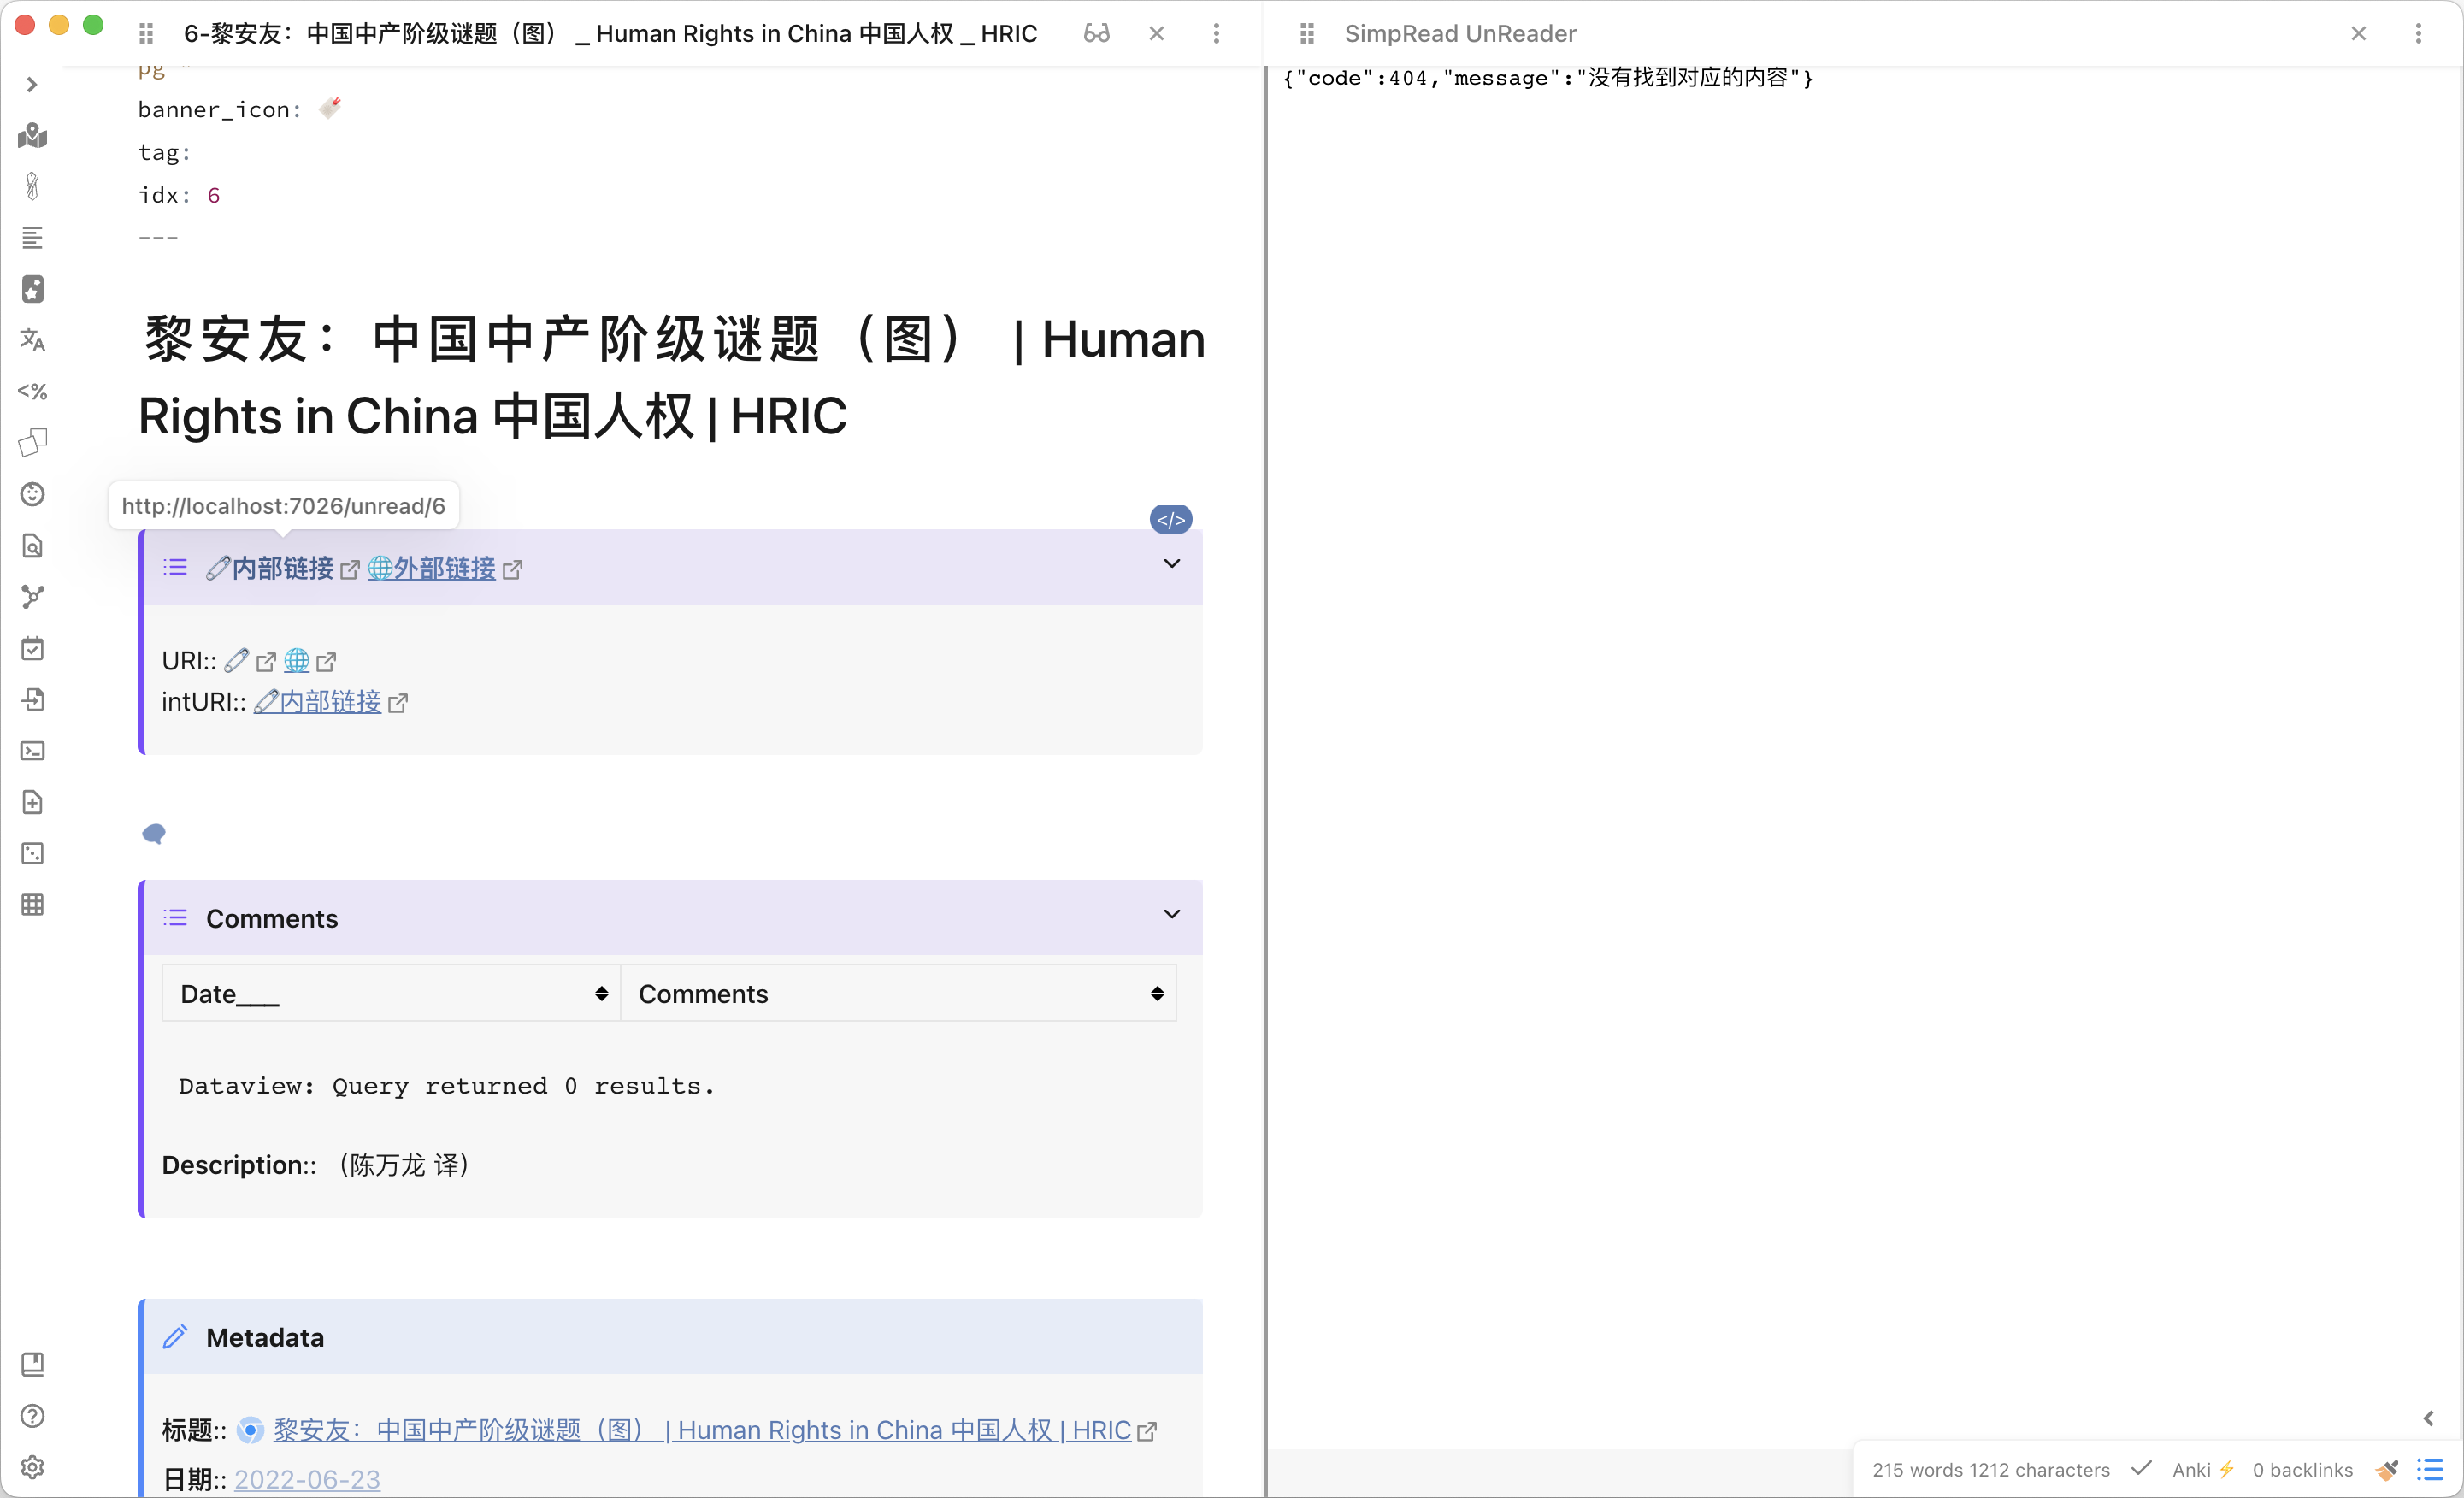 6-黎安友：中国中产阶级谜题（图） _ Human Rights in China 中国人权 _ HRIC
pg
banner_icon:
tag:
idx: 6
---
黎安友：中国中产阶级谜题（图） | Human
Rights in China 中国人权 | HRIC
http://localhost:7026/unread/6
</>
内部链接 外部链接
URI::
intURI:: 内部链接
Comments
Date___ Comments
Dataview: Query returned 0 results.
Description:: （陈万龙 译）
Metadata
标题:: 黎安友：中国中产阶级谜题（图） | Human Rights in China 中国人权 | HRIC
日期:: 2022-06-23
SimpRead UnReader
{"code":404,"message":"没有找到对应的内容"}
215 words 1212 characters Anki 0 backlinks